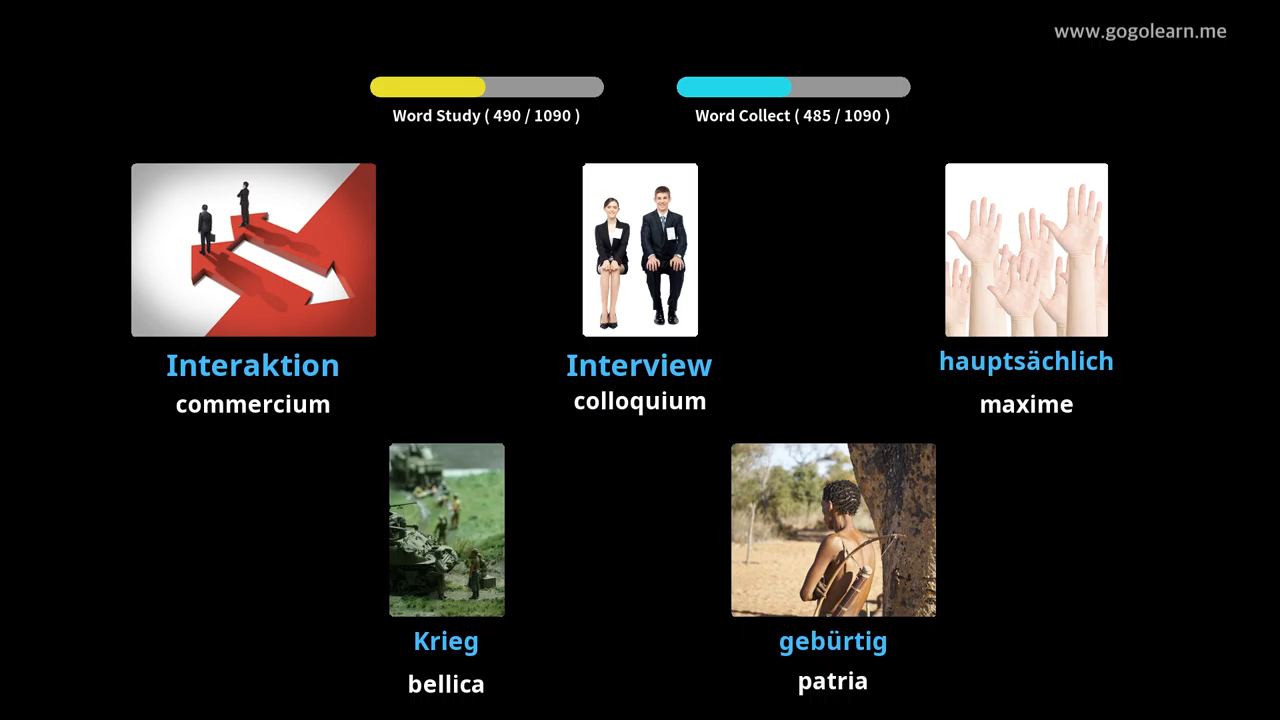 www.gogolearn.me
Word Study ( 490 / 1090 )
Word Collect ( 485 / 1090 )
Interaktion
commercium
Interview
colloquium
hauptsächlich
maxime
Krieg
bellica
gebürtig
patria